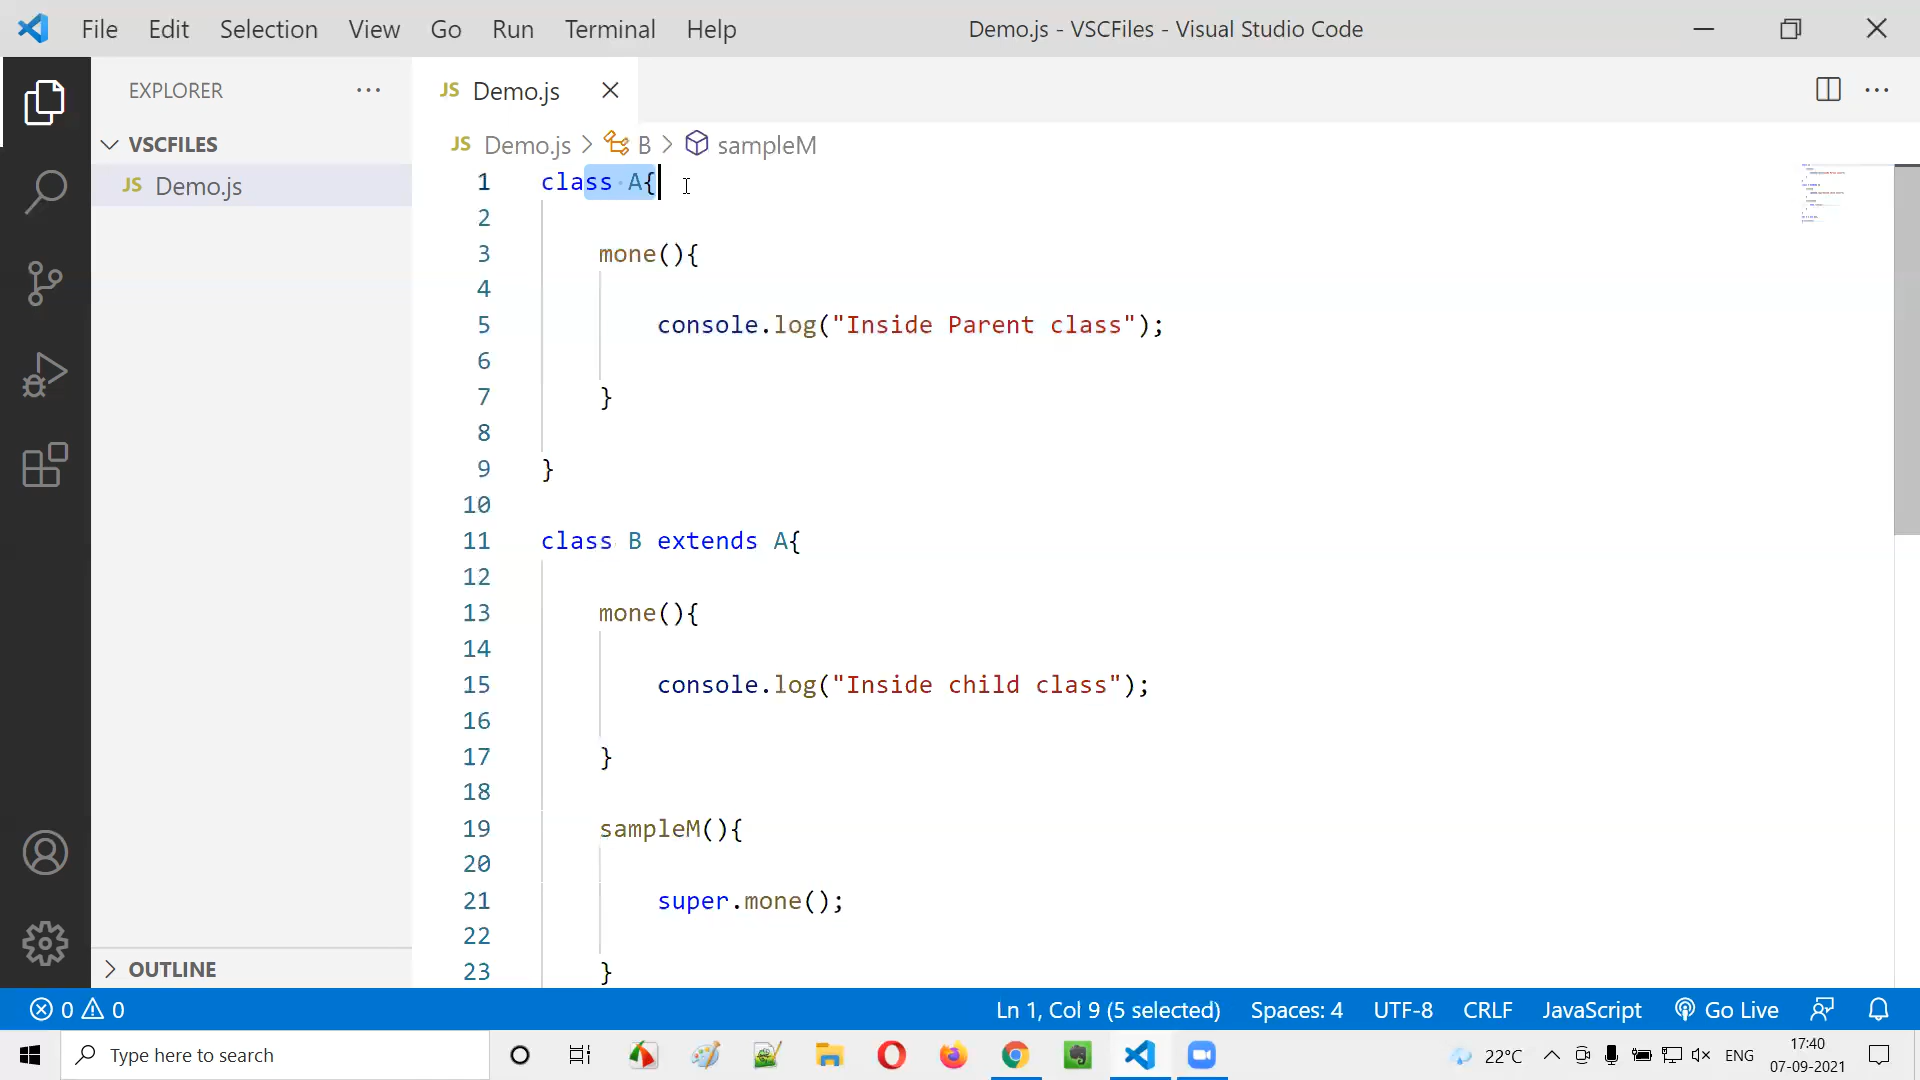 File Edit Selection View Go Run Terminal Help Demo.js - VSCFiles - Visual Studio Code
EXPLORER
JS Demo.js
VSCFILES
JS Demo.js > B > sampleM
JS Demo.js
1 class A{
2
3 mone(){
4
5 console.log("Inside Parent class");
6
7 }
8
9 }
10
11 class B extends A{
12
13 mone(){
14
15 console.log("Inside child class");
16
17 }
18
19 sampleM(){
20
21 super.mone();
22
23 }
OUTLINE
0 0 Ln 1, Col 9 (5 selected) Spaces: 4 UTF-8 CRLF JavaScript Go Live
Type here to search 22°C ENG 17:40
07-09-2021